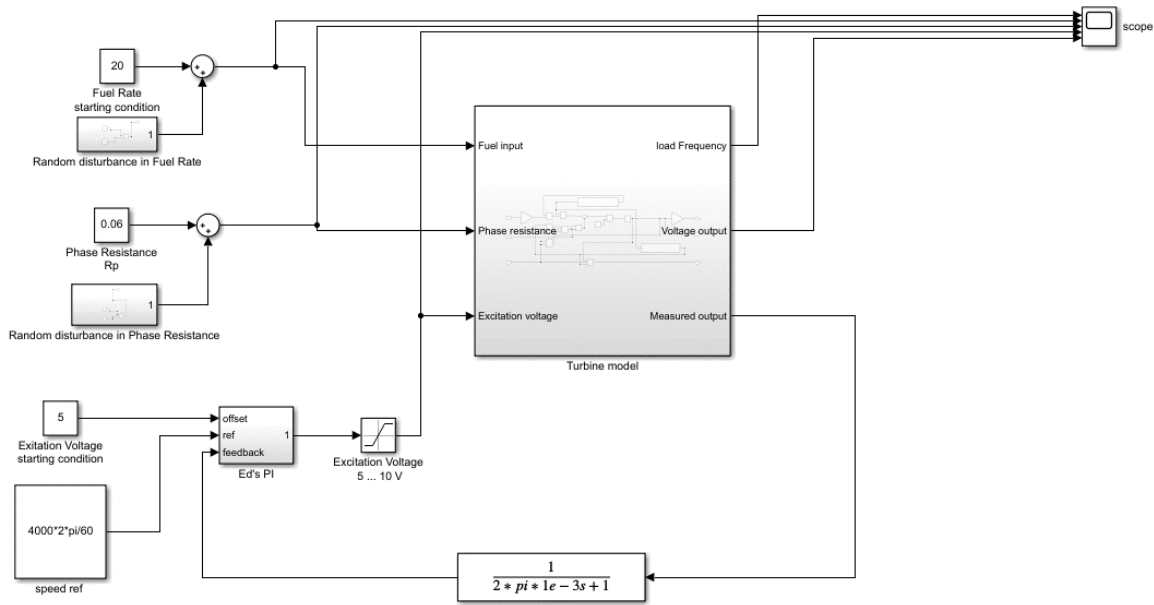 scope
20
Fuel Rate
starting condition
1
Random disturbance in Fuel Rate
Fuel input
load Frequency
0.06
Phase Resistance
Rp
Phase resistance
Voltage output
1
Random disturbance in Phase Resistance
Excitation voltage
Measured output
Turbine model
5
Exitation Voltage
starting condition
offset
ref
feedback
1
Ed's PI
Excitation Voltage
5 ... 10 V
4000*2*pi/60
speed ref
1
2 * pi * 1e − 3s + 1